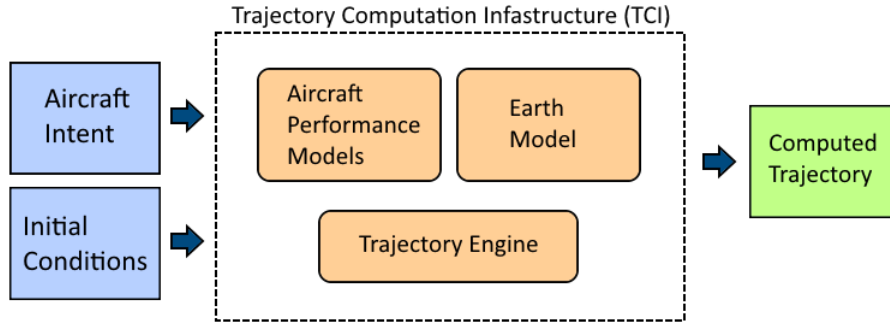 Trajectory Computation Infastructure (TCI)
Aircraft
Intent
Initial
Conditions
Aircraft
Performance
Models
Earth
Model
Trajectory Engine
Computed
Trajectory